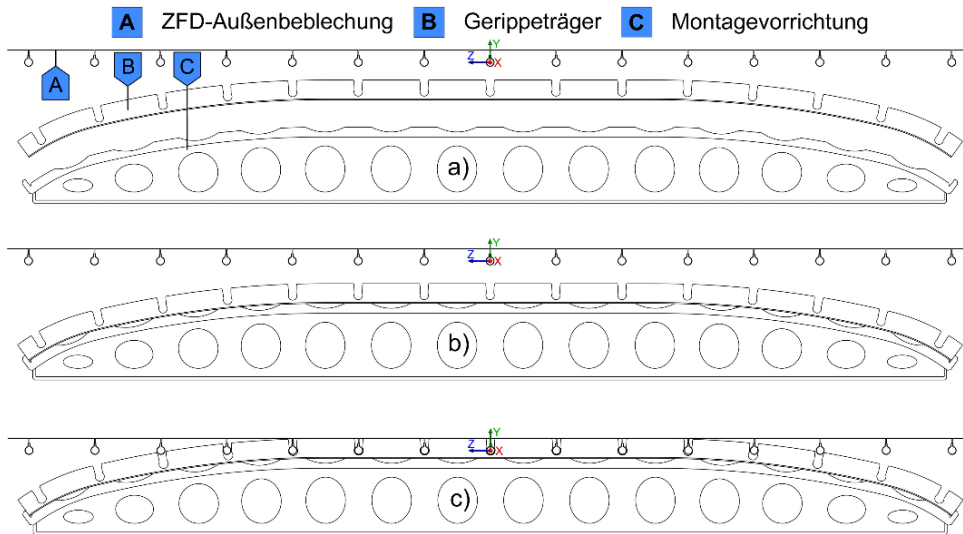 A ZFD-Außenbeblechung B Gerippeträger C Montagevorrichtung
Y
Z X
A B C
a)
Y
Z X
b)
Y
Z X
c)